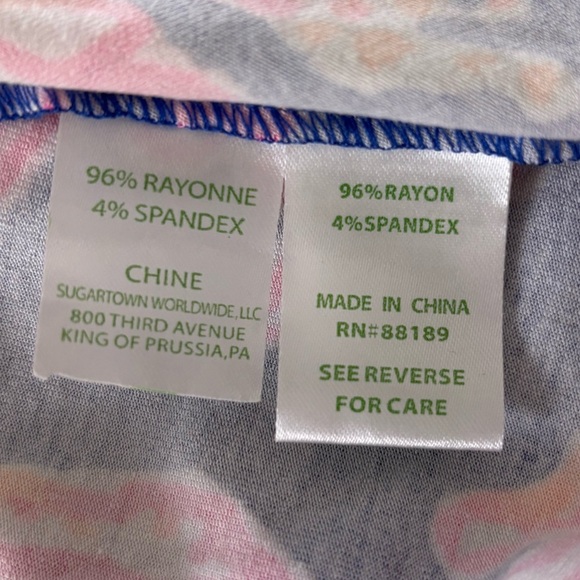 96% RAYONNE
4% SPANDEX
CHINE
SUGARTOWN WORLDWIDE,LLC
800 THIRD AVENUE
KING OF PRUSSIA,PA
96%RAYON
4%SPANDEX
MADE IN CHINA
RN#88189
SEE REVERSE
FOR CARE